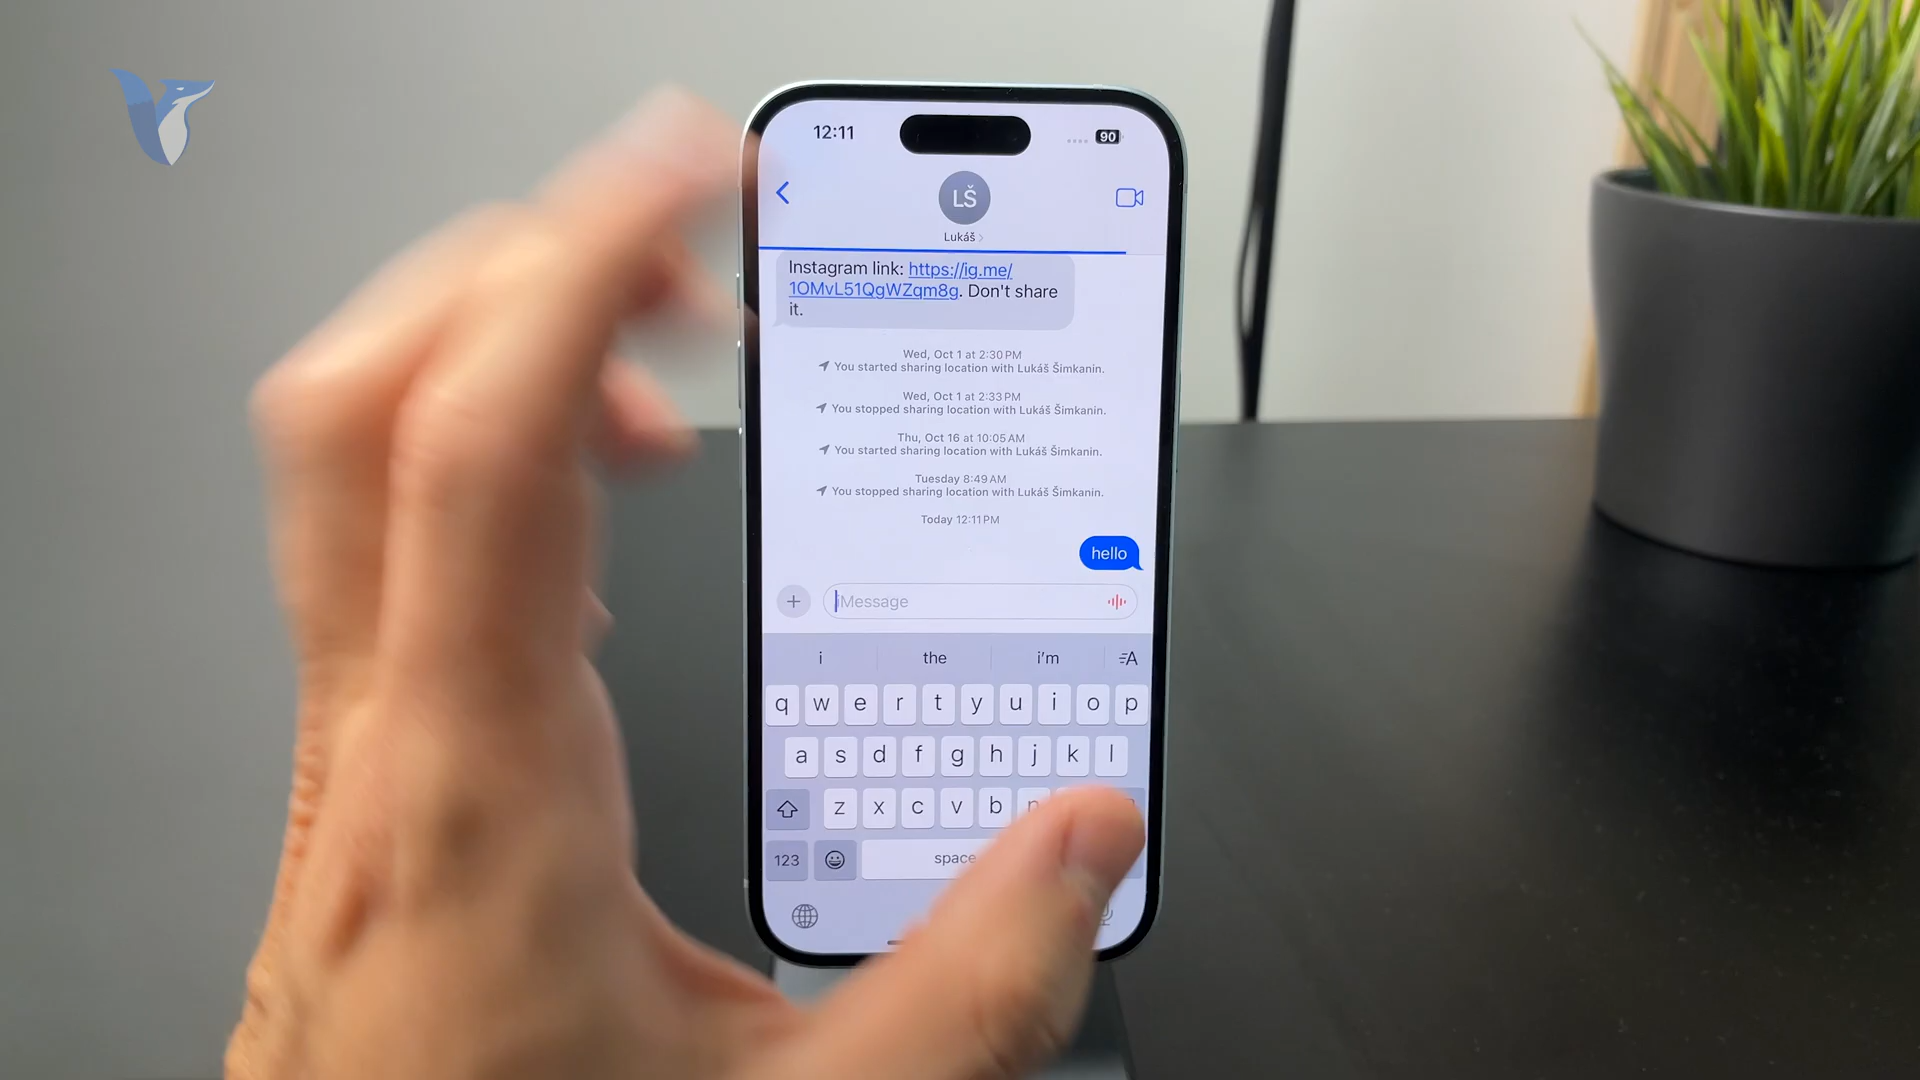 12:11
90
LŠ
Lukáš
Instagram link: https://ig.me/
1OMvL51QgWZqm8g. Don't share
it.
Wed, Oct 1 at 2:30 PM
You started sharing location with Lukáš Šimkanin.
Wed, Oct 1 at 2:33 PM
You stopped sharing location with Lukáš Šimkanin.
Thu, Oct 16 at 10:05 AM
You started sharing location with Lukáš Šimkanin.
Tuesday 8:49 AM
You stopped sharing location with Lukáš Šimkanin.
Today 12:11 PM
hello
iMessage
i the i'm A
q w e r t y u i o p
a s d f g h j k l
z x c v b n
123 space